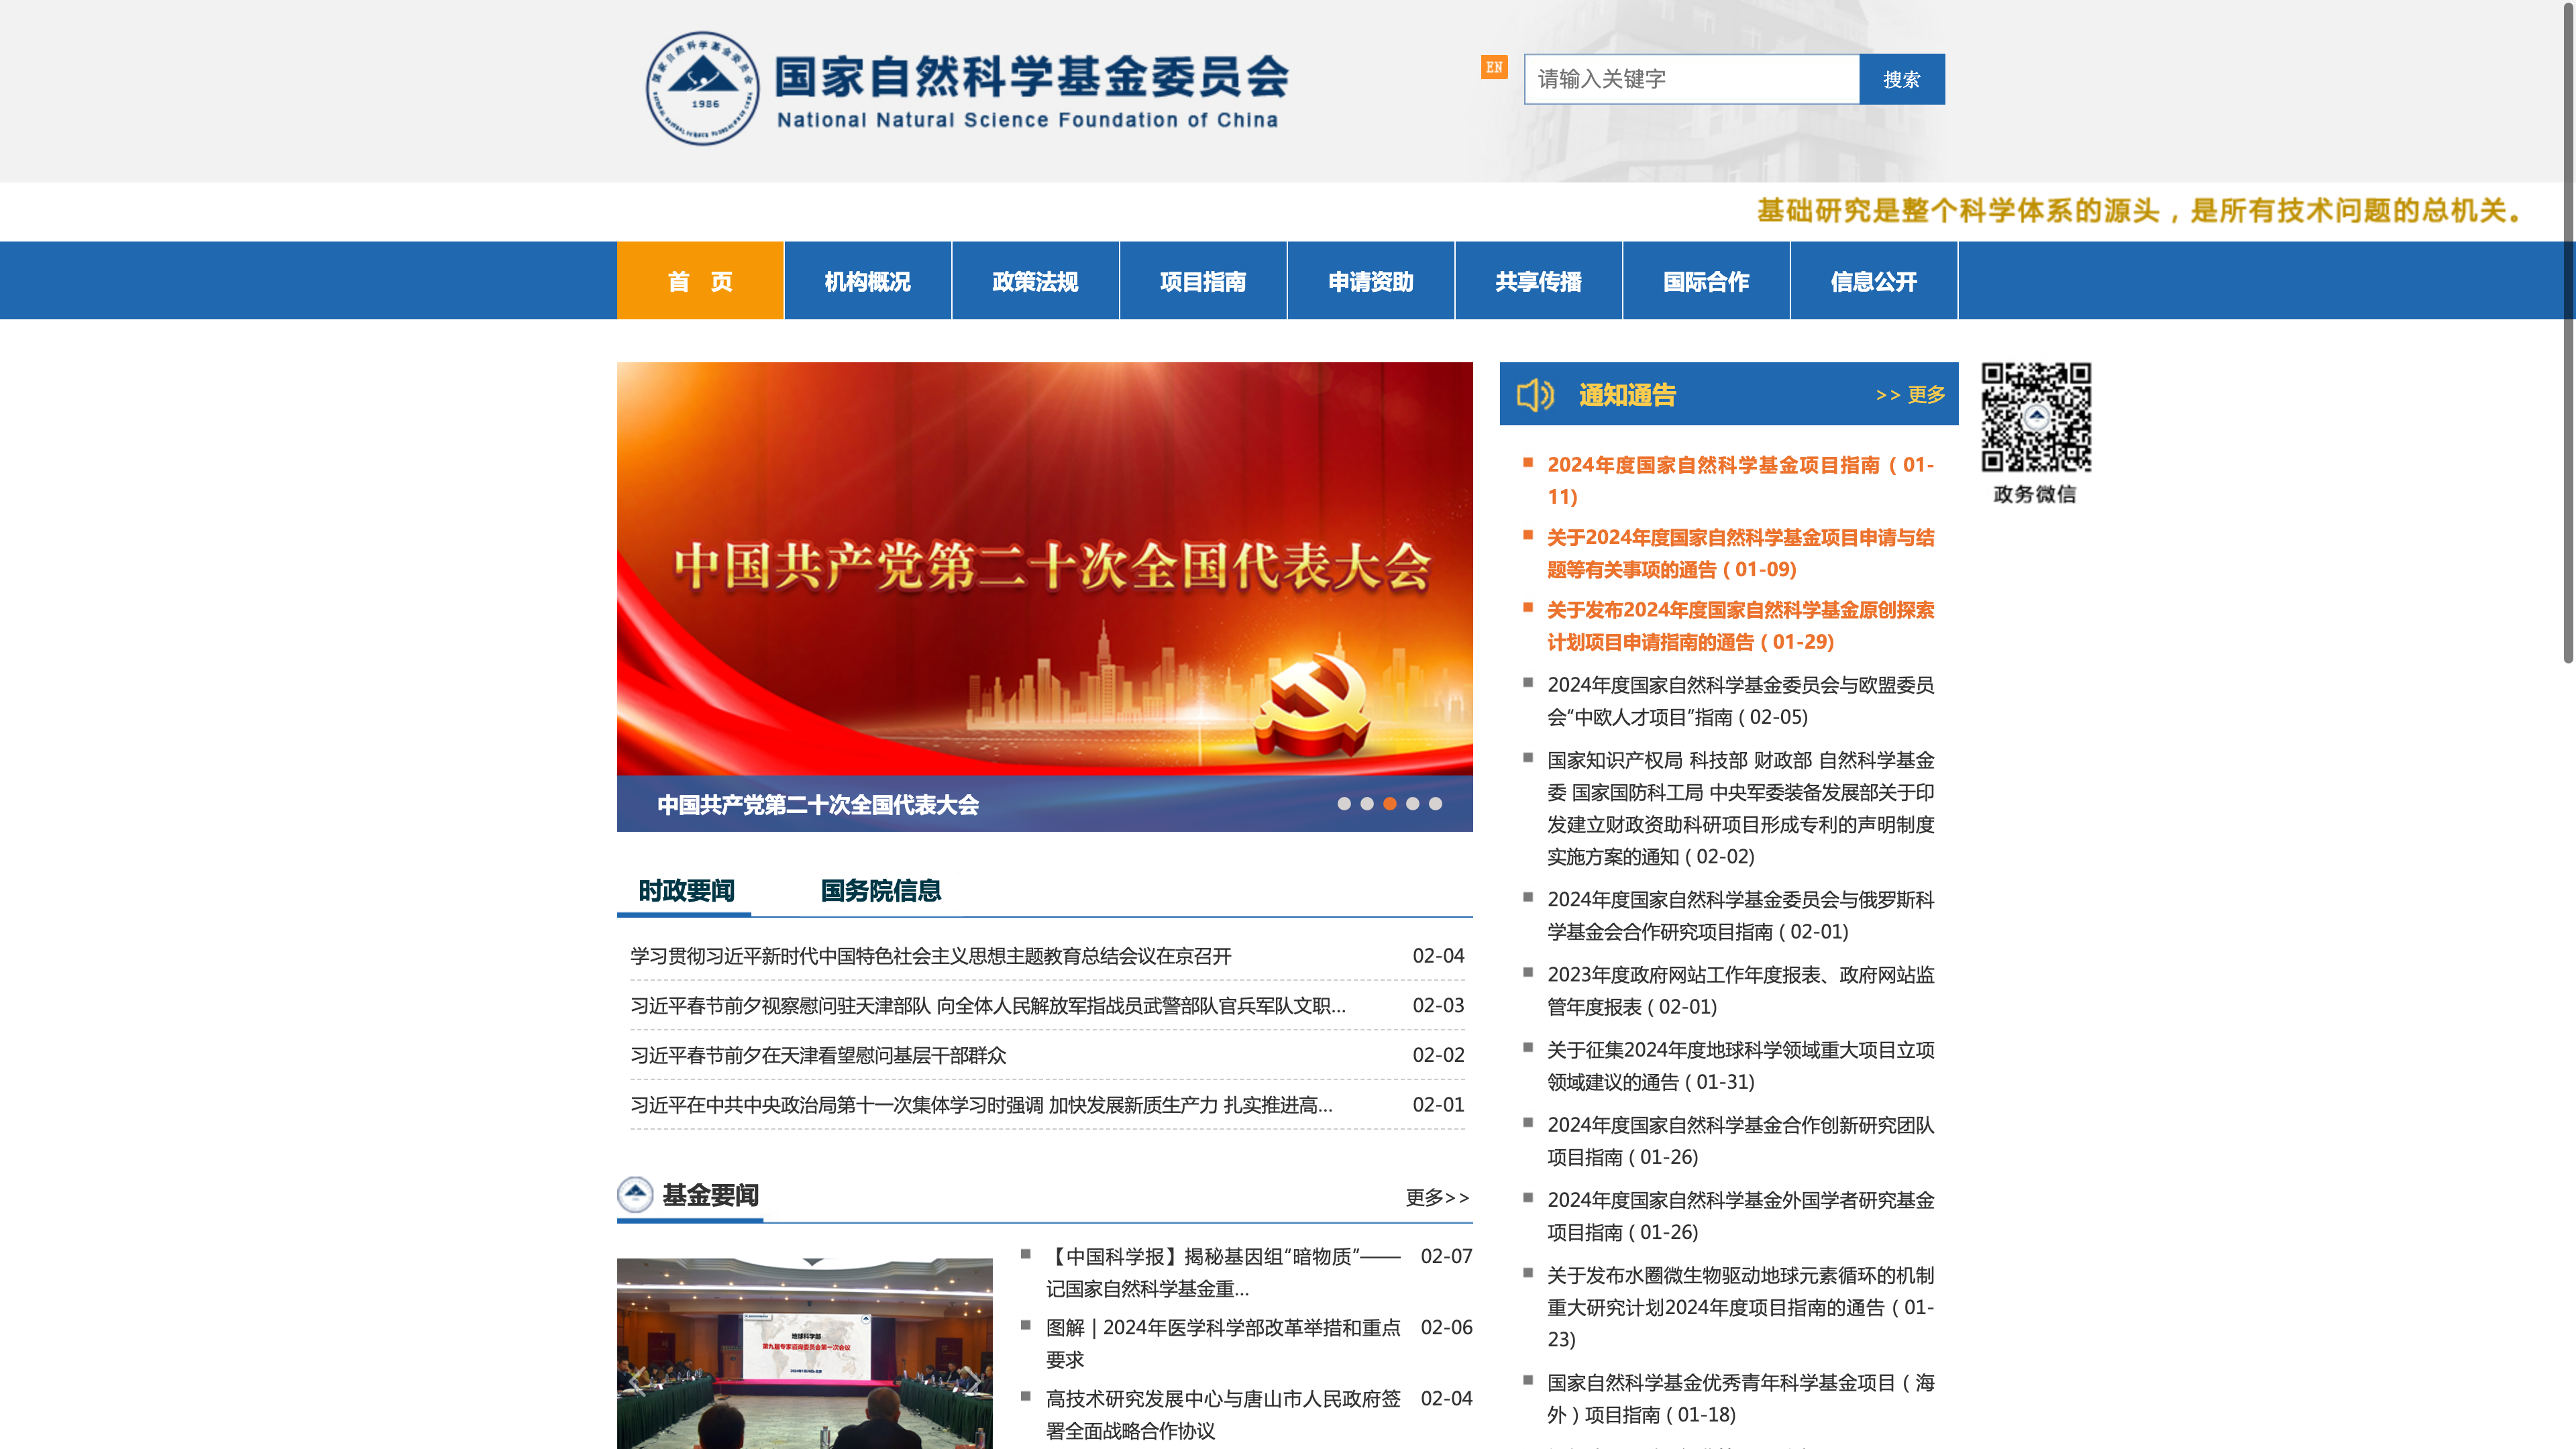 国家自然科学基金委员会
1986
国家自然科学基金委员会
National Natural Science Foundation of China
EN
请输入关键字
搜索
基础研究是整个科学体系的源头，是所有技术问题的总机关。
首 页
机构概况
政策法规
项目指南
申请资助
共享传播
国际合作
信息公开
中国共产党第二十次全国代表大会
中国共产党第二十次全国代表大会
时政要闻
国务院信息
学习贯彻习近平新时代中国特色社会主义思想主题教育总结会议在京召开 02-04
习近平春节前夕视察慰问驻天津部队 向全体人民解放军指战员武警部队官兵军队文职... 02-03
习近平春节前夕在天津看望慰问基层干部群众 02-02
习近平在中共中央政治局第十一次集体学习时强调 加快发展新质生产力 扎实推进高... 02-01
基金要闻
更多>>
地球科学部
第九届专家咨询委员会第一次会议
【中国科学报】揭秘基因组“暗物质”—— 02-07
记国家自然科学基金重...
图解 | 2024年医学科学部改革举措和重点 02-06
要求
高技术研究发展中心与唐山市人民政府签 02-04
署全面战略合作协议
通知通告
>> 更多
2024年度国家自然科学基金项目指南（01-
11)
关于2024年度国家自然科学基金项目申请与结
题等有关事项的通告（01-09)
关于发布2024年度国家自然科学基金原创探索
计划项目申请指南的通告（01-29)
2024年度国家自然科学基金委员会与欧盟委员
会“中欧人才项目”指南（02-05)
国家知识产权局 科技部 财政部 自然科学基金
委 国家国防科工局 中央军委装备发展部关于印
发建立财政资助科研项目形成专利的声明制度
实施方案的通知（02-02)
2024年度国家自然科学基金委员会与俄罗斯科
学基金会合作研究项目指南（02-01)
2023年度政府网站工作年度报表、政府网站监
管年度报表（02-01)
关于征集2024年度地球科学领域重大项目立项
领域建议的通告（01-31)
2024年度国家自然科学基金合作创新研究团队
项目指南（01-26)
2024年度国家自然科学基金外国学者研究基金
项目指南（01-26)
关于发布水圈微生物驱动地球元素循环的机制
重大研究计划2024年度项目指南的通告（01-
23)
国家自然科学基金优秀青年科学基金项目（海
外）项目指南（01-18)
政务微信